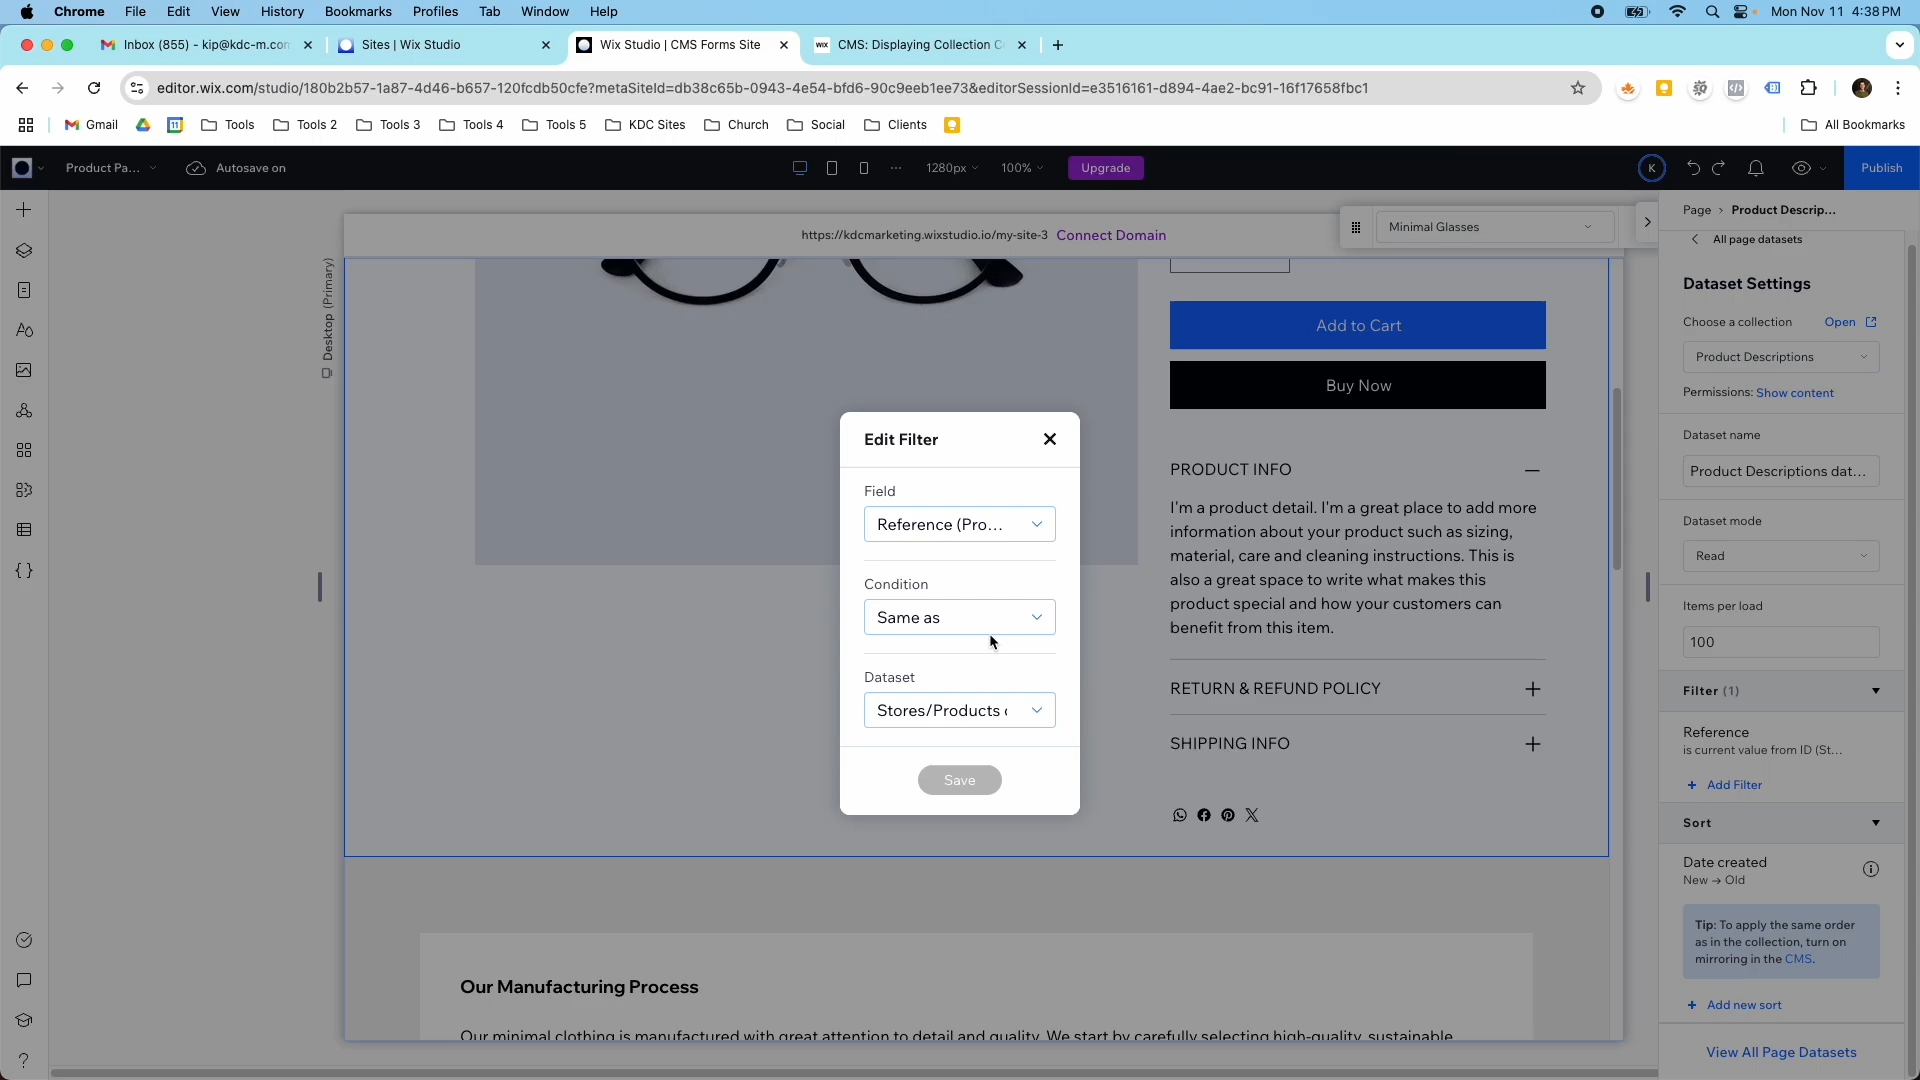 Chrome File Edit View History Bookmarks Profiles Tab Window Help Mon Nov 11 4:38 PM
Inbox (855) - kip@kdc-m.con Sites | Wix Studio Wix Studio | CMS Forms Site WIX CMS: Displaying Collection C
editor.wix.com/studio/180b2b57-1a87-4d46-b657-120fcdb50cfe?metaSiteId=db38c65b-0943-4e54-bfd6-90c9eeb1ee73&editorSessionId=e3516161-d894-4ae2-bc91-16f17658fbc1
Gmail Tools Tools 2 Tools 3 Tools 4 Tools 5 KDC Sites Church Social Clients All Bookmarks
Product Pa... Autosave on 1280px 100% Upgrade K Publish
Page > Product Descrip...
https://kdcmarketing.wixstudio.io/my-site-3 Connect Domain
Minimal Glasses
All page datasets
Desktop (Primary)
Dataset Settings
Choose a collection Open
Product Descriptions
Permissions: Show content
Dataset name
Product Descriptions dat...
Dataset mode
Read
Items per load
100
Filter (1)
Reference
is current value from ID (St...
+ Add Filter
Sort
Date created
New → Old
Tip: To apply the same order
as in the collection, turn on
mirroring in the CMS.
+ Add new sort
View All Page Datasets
Add to Cart
Buy Now
PRODUCT INFO
I'm a product detail. I'm a great place to add more
information about your product such as sizing,
material, care and cleaning instructions. This is
also a great space to write what makes this
product special and how your customers can
benefit from this item.
RETURN & REFUND POLICY
SHIPPING INFO
Edit Filter
Field
Reference (Pro...
Condition
Same as
Dataset
Stores/Products
Save
Our Manufacturing Process
Our minimal clothing is manufactured with great attention to detail and quality. We start by carefully selecting high-quality, sustainable